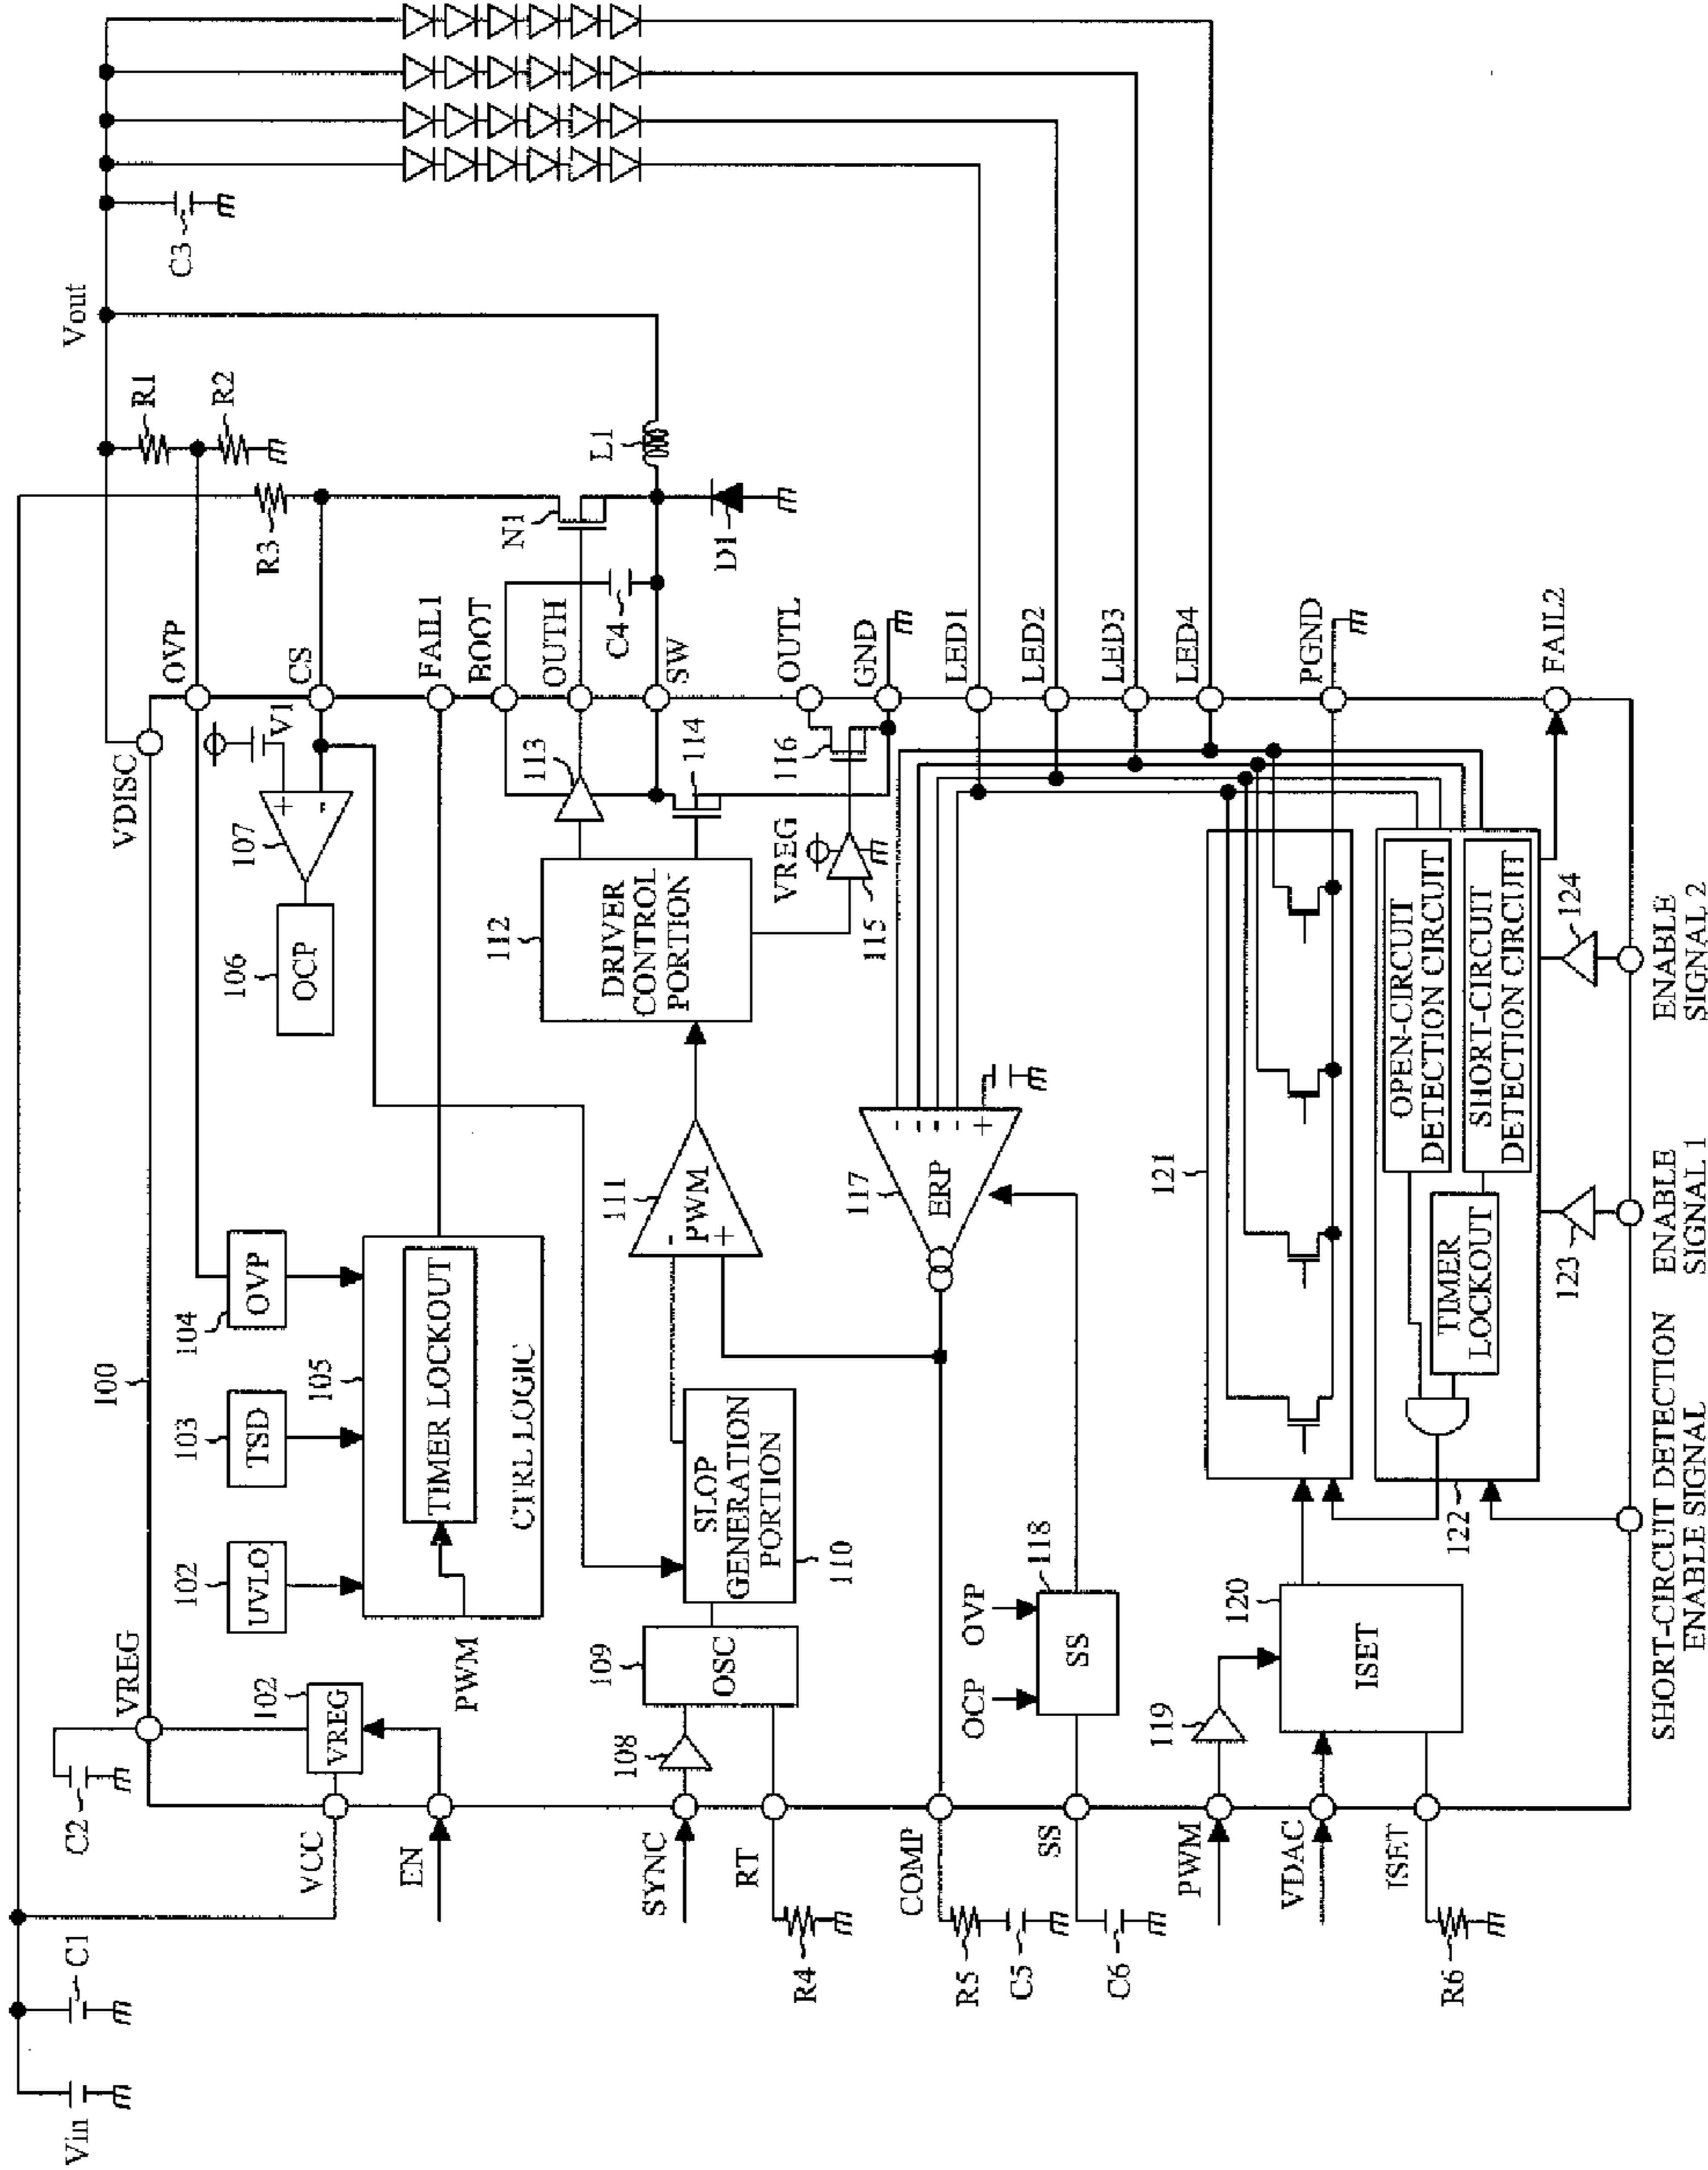 Vin
C1
C2
VREG
VCC
EN
SYNC
RT
R4
COMP
R5
C5
SS
C6
PWM
VDAC
ISET
R6
100
102
VREG
102
UVLO
103
TSD
104
OVP
105
TIMER LOCKOUT
CTRL LOGIC
PWM
106
OCP
107
+
-
V1
VDISC
OVP
CS
FAIL1
BOOT
OUTH
SW
OUTL
GND
LED1
LED2
LED3
LED4
PGND
FAIL2
Vout
R1
R2
R3
C3
N1
L1
C4
D1
108
109
OSC
110
SLOP
GENERATION
PORTION
111
-
PWM
+
112
DRIVER
CONTROL
PORTION
113
114
VREG
115
116
117
ERP
-
-
-
-
+
118
OCP
OVP
SS
119
120
ISET
121
122
TIMER
LOCKOUT
OPEN-CIRCUIT
DETECTION CIRCUIT
SHORT-CIRCUIT
DETECTION CIRCUIT
123
124
SHORT-CIRCUIT DETECTION
ENABLE SIGNAL
ENABLE
SIGNAL 1
ENABLE
SIGNAL 2